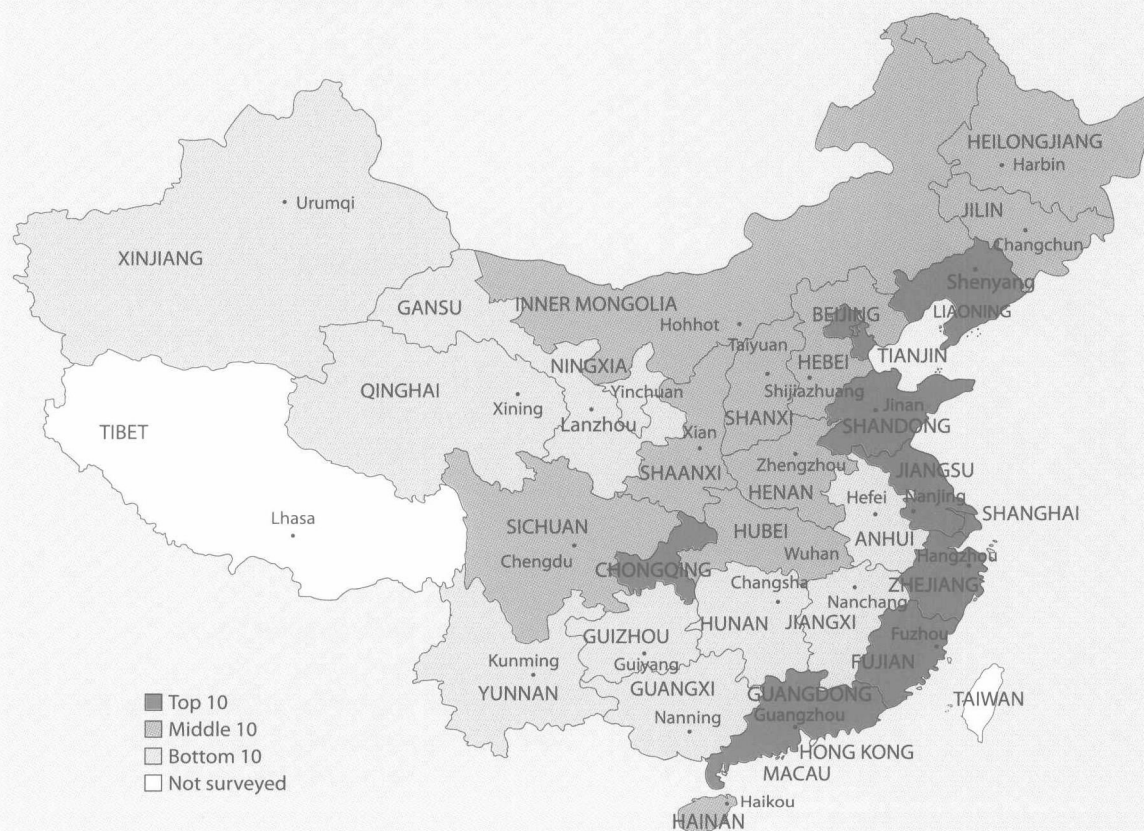 HEILONGJIANG
Harbin
Urumqi
JILIN
Changchun
XINJIANG
Shenyang
GANSU
INNER MONGOLIA
BEIJING
LIAONING
Hohhot
Taiyuan
TIANJIN
NINGXIA
HEBEI
QINGHAI
Yinchuan
Shijiazhuang
Xining
Jinan
Lanzhou
SHANXI
SHANDONG
TIBET
Xian
Zhengzhou
JIANGSU
SHAANXI
HENAN
Hefei
Nanjing
SHANGHAI
Lhasa
SICHUAN
HUBEI
ANHUI
Chengdu
Wuhan
Hangzhou
CHONGQING
Changsha
ZHEJIANG
Nanchang
HUNAN
JIANGXI
GUIZHOU
Fuzhou
Kunming
Guiyang
FUJIAN
YUNNAN
GUANGXI
GUANGDONG
TAIWAN
Top 10
Nanning
Guangzhou
Middle 10
HONG KONG
Bottom 10
MACAU
Not surveyed
Haikou
HAINAN